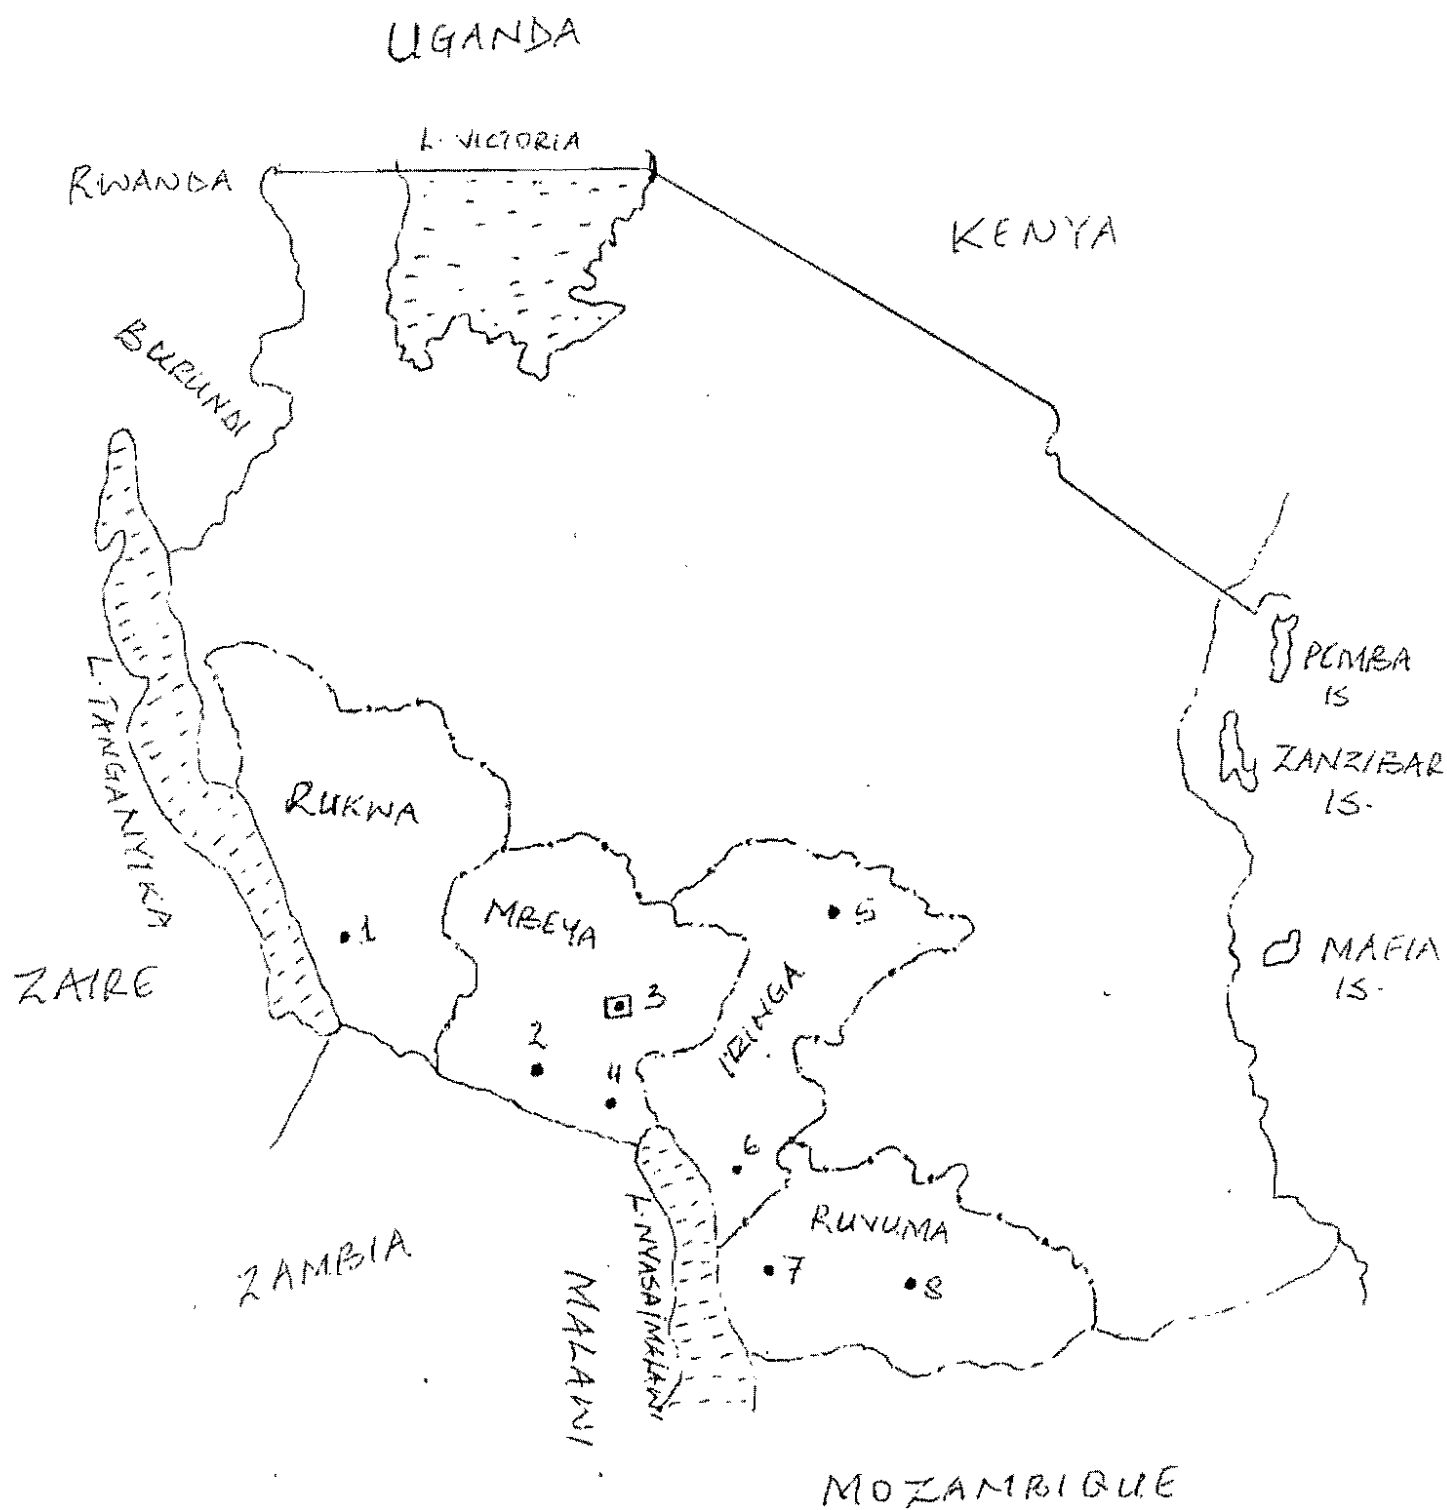 UGANDA
L. VICTORIA
RWANDA
KENYA
BURUNDI
PEMBA
IS
L. TANGANYIKA
ZANZIBAR
IS.
RUKWA
MBEYA
5
1
MAFIA
IS.
ZAIRE
3
IRINGA
2
4
6
RUVUMA
L. NYASA/MALAWI
ZAMBIA
7
8
MALAWI
MOZAMBIQUE